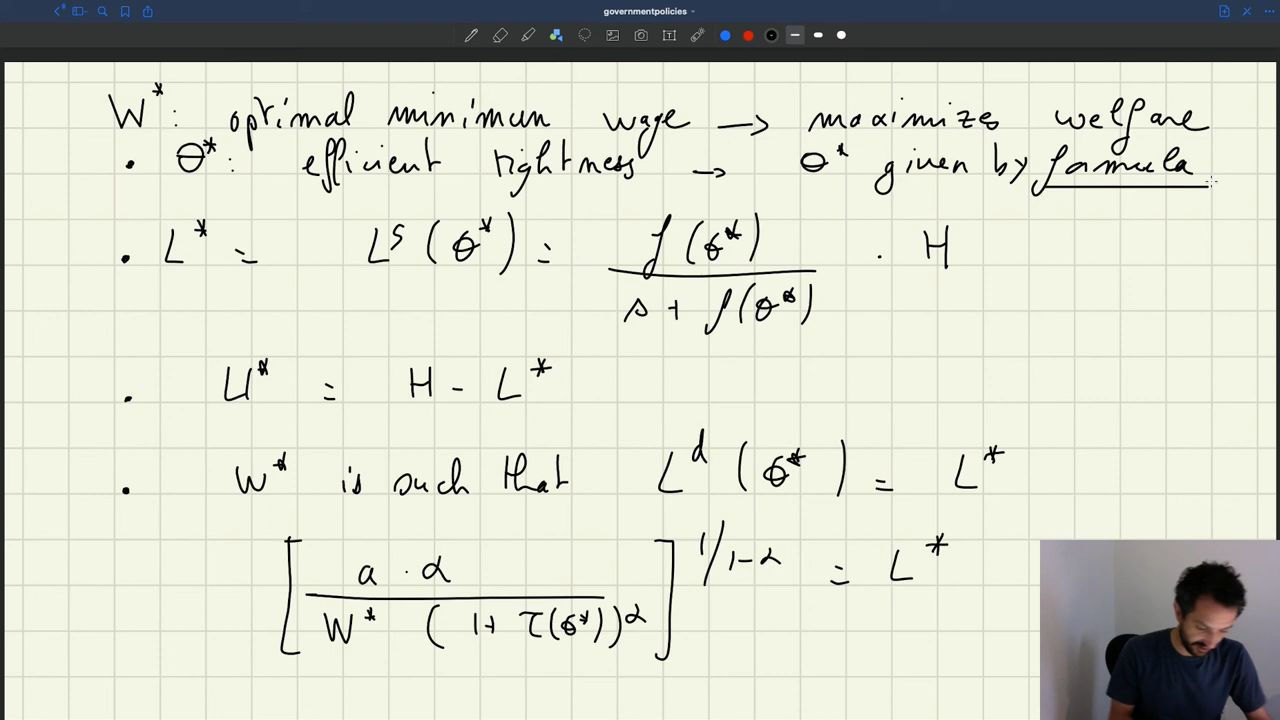 governmentpolicies
W*: optimal minimum wage → maximizes welfare
• θ*: efficient tightness → θ* given by formula
• L* = L^s (θ*) = f(θ*) / s + f(θ*) . H
• U* = H - L*
• W* is such that L^d (θ*) = L*
[a . α / W* (1 + τ(θ*))^α]^1/1-α = L*